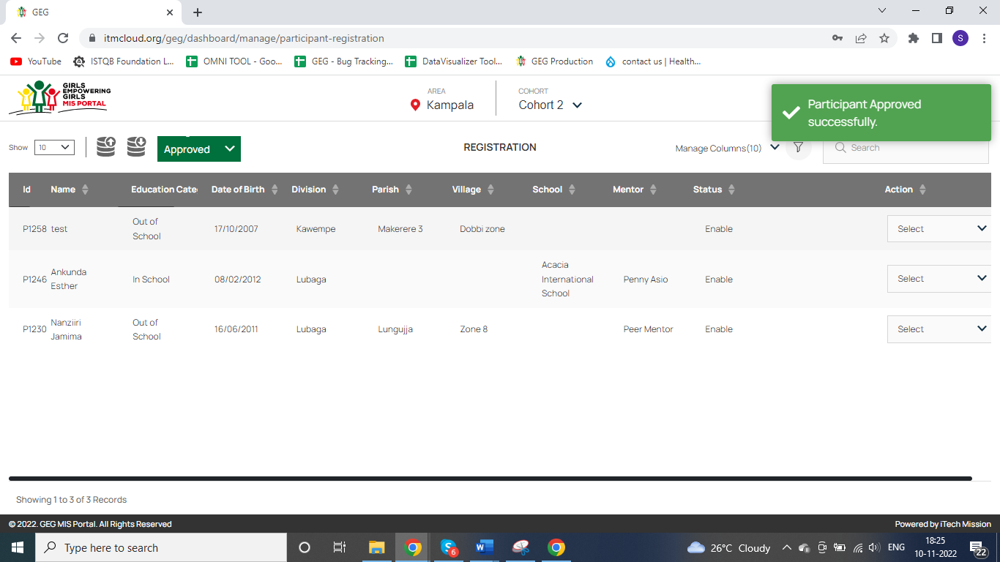 GEG
itmcloud.org/geg/dashboard/manage/participant-registration
S
YouTube
ISTQB Foundation L...
OMNI TOOL - Goo...
GEG - Bug Tracking...
DataVisualizer Tool...
GEG Production
contact us | Health...
GIRLS
EMPOWERING
GIRLS
MIS PORTAL
AREA
Kampala
COHORT
Cohort 2
Participant Approved
successfully.
Show
10
Approved
REGISTRATION
Manage Columns(10)
Search
Id Name Education Cate Date of Birth Division Parish Village School Mentor Status Action
P1258 test Out of School 17/10/2007 Kawempe Makerere 3 Dobbi zone Enable Select
P1246 Ankunda Esther In School 08/02/2012 Lubaga Acacia International School Penny Asio Enable Select
P1230 Nanziiri Jamima Out of School 16/06/2011 Lubaga Lungujja Zone 8 Peer Mentor Enable Select
Showing 1 to 3 of 3 Records
© 2022. GEG MIS Portal. All Rights Reserved
Powered by iTech Mission
Type here to search
6
26°C Cloudy
ENG
18:25
10-11-2022
22